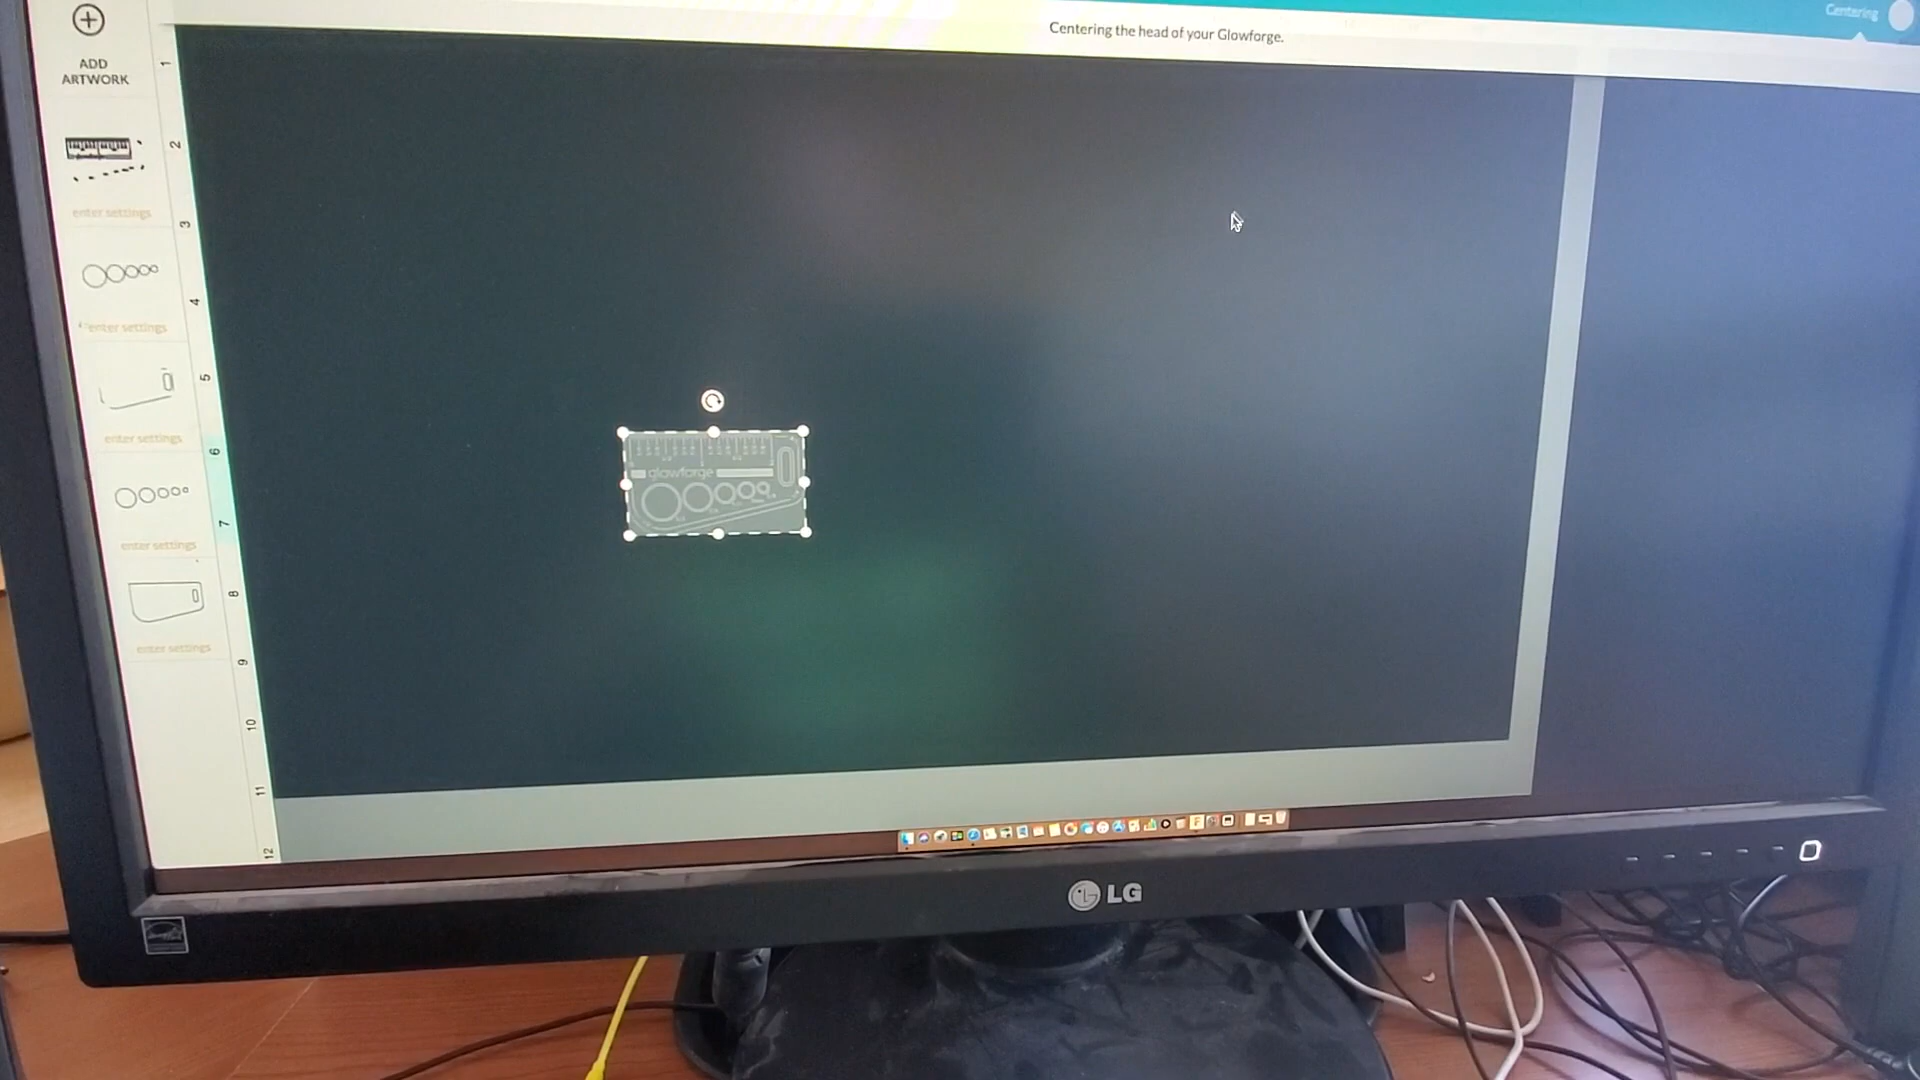 Centering the head of your Glowforge.
Centering
ADD
ARTWORK
enter settings
enter settings
enter settings
enter settings
enter settings
1
2
3
4
5
6
7
8
9
10
11
12
glowforge
LG